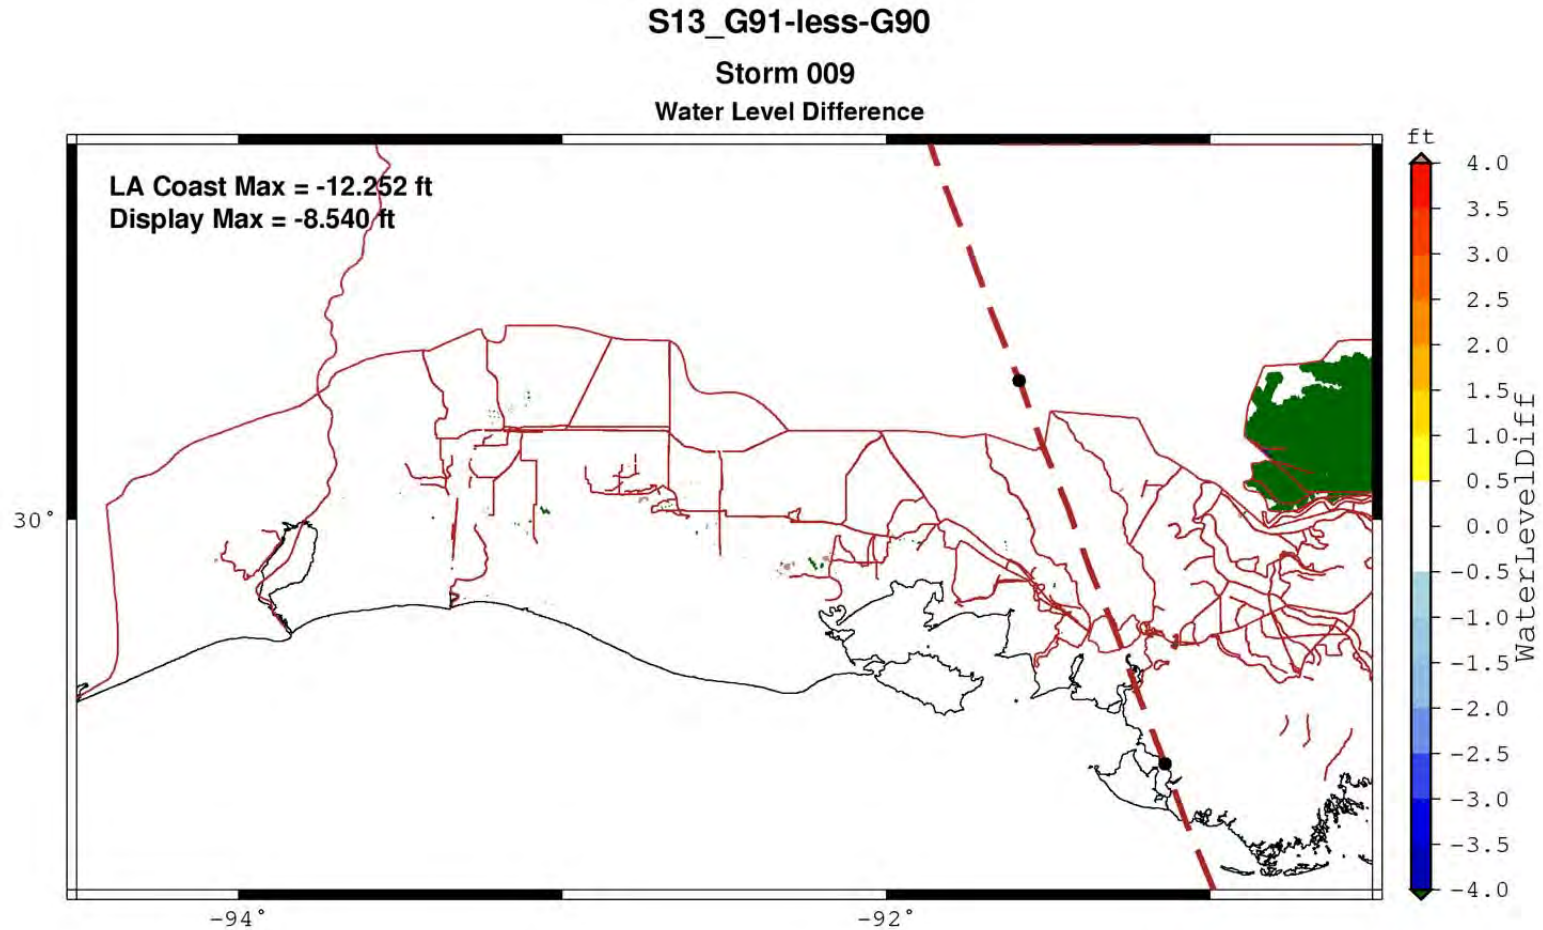 S13_G91-less-G90
Storm 009
Water Level Difference
LA Coast Max = -12.252 ft
Display Max = -8.540 ft
ft
4.0
3.5
3.0
2.5
2.0
1.5
1.0
0.5
0.0
-0.5
-1.0
-1.5
-2.0
-2.5
-3.0
-3.5
-4.0
WaterLevelDiff
30°
-94°
-92°